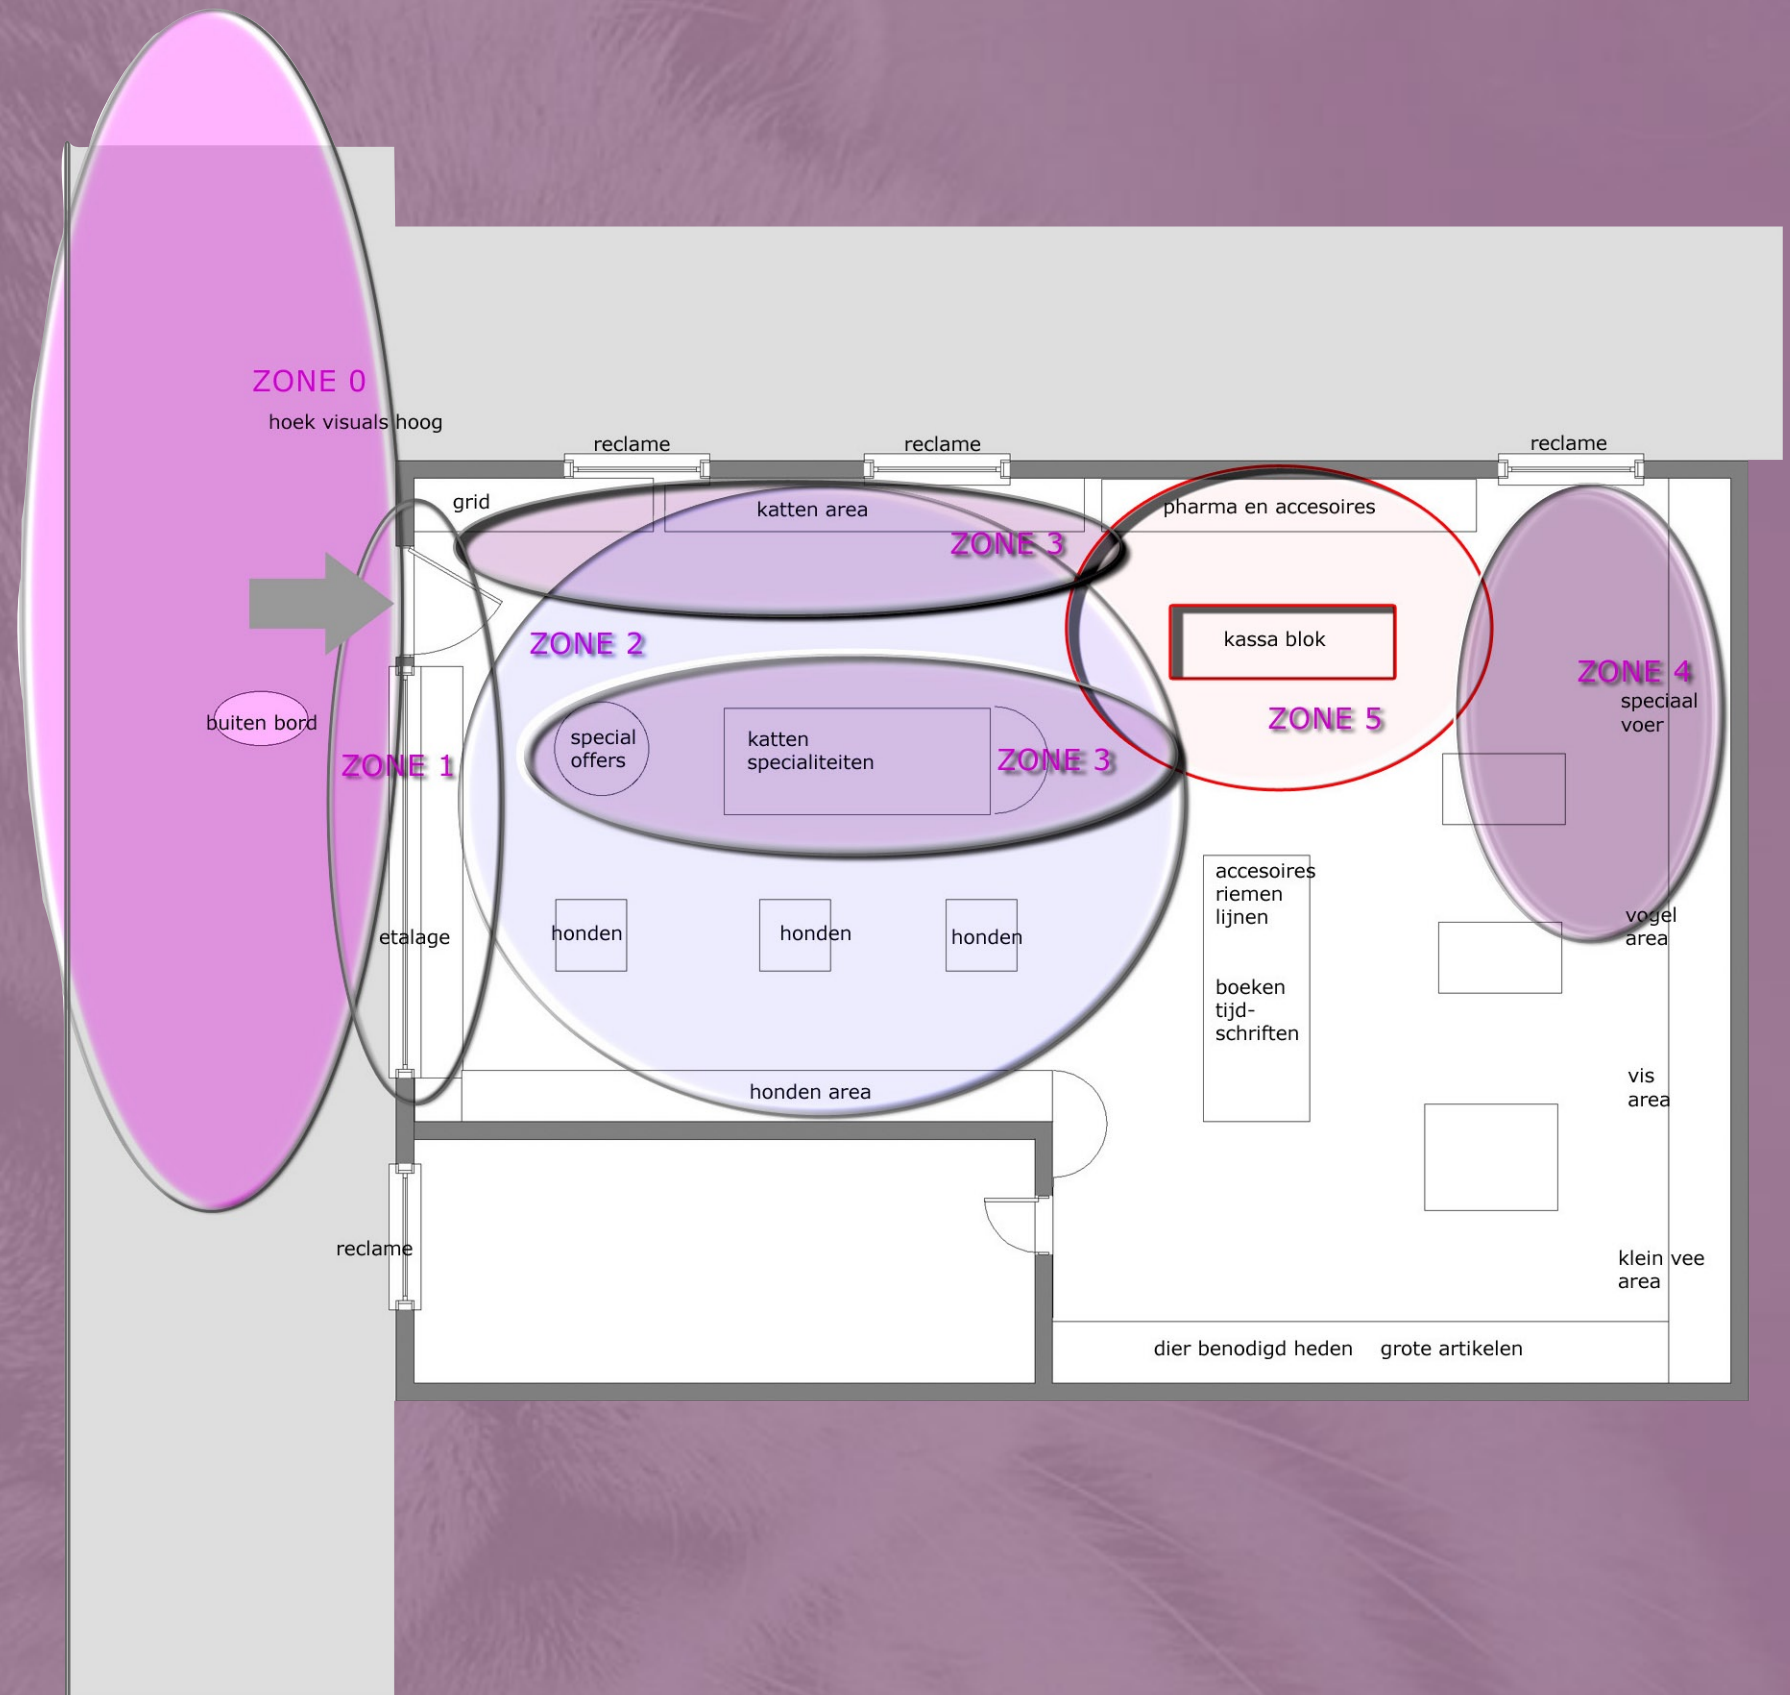 ZONE 0
hoek visuals hoog
reclame
reclame
reclame
grid
katten area
pharma en accesoires
ZONE 3
ZONE 2
kassa blok
ZONE 4
speciaal
voer
ZONE 5
buiten bord
ZONE 1
special
offers
katten
specialiteiten
ZONE 3
accesoires
riemen
lijnen
vogel
area
etalage
honden
honden
honden
boeken
tijd-
schriften
vis
area
honden area
reclame
klein vee
area
dier benodigd heden
grote artikelen